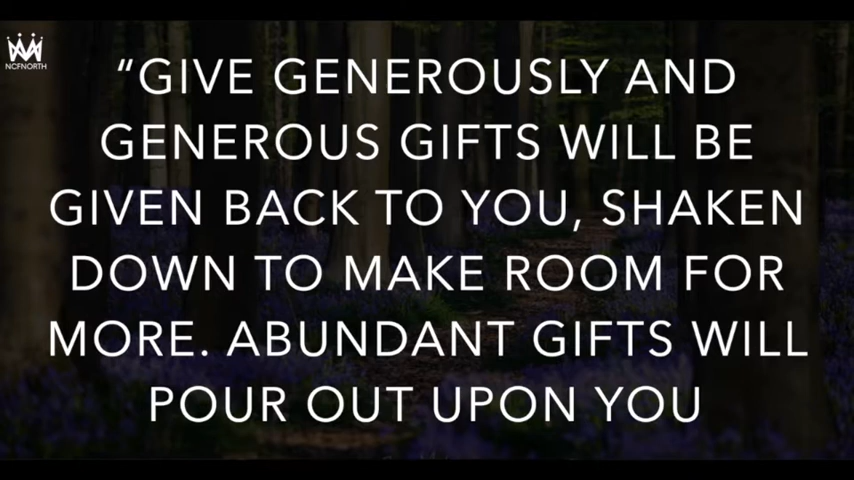 NCFNORTH
“GIVE GENEROUSLY AND
GENEROUS GIFTS WILL BE
GIVEN BACK TO YOU, SHAKEN
DOWN TO MAKE ROOM FOR
MORE. ABUNDANT GIFTS WILL
POUR OUT UPON YOU